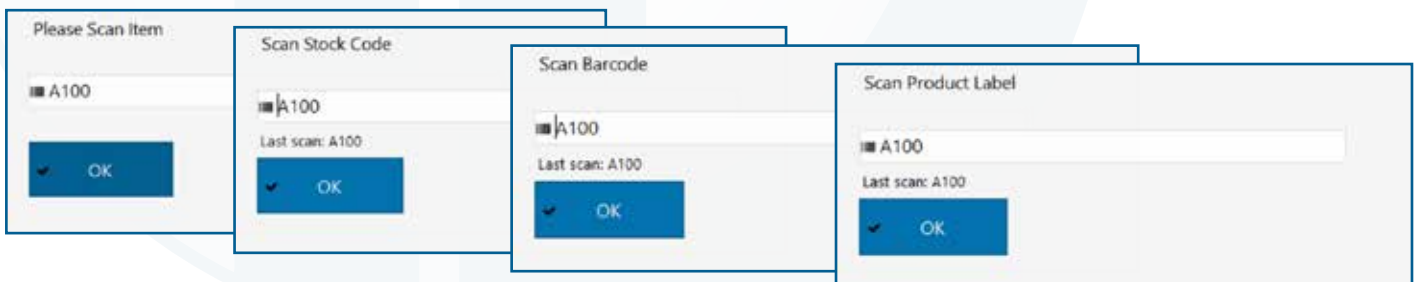 Please Scan Item
A100
OK
Scan Stock Code
A100
Last scan: A100
OK
Scan Barcode
A100
Last scan: A100
OK
Scan Product Label
A100
Last scan: A100
OK